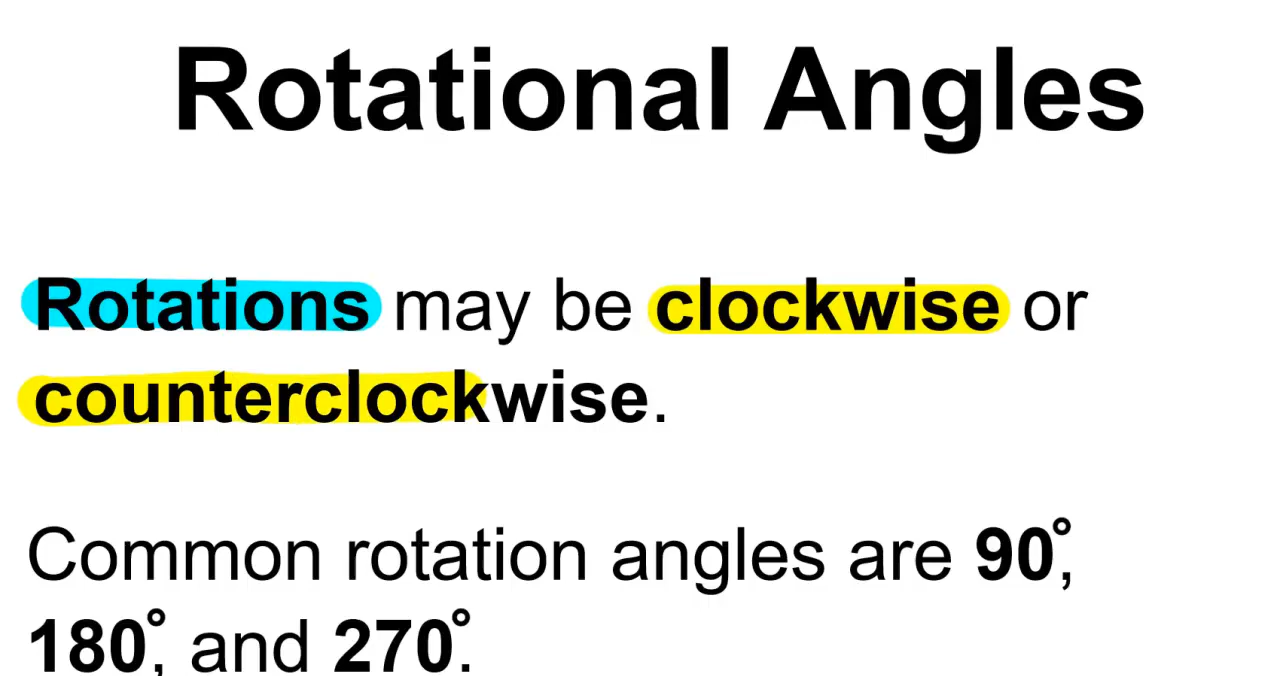 Rotational Angles
Rotations may be clockwise or
counterclockwise.
Common rotation angles are 90°,
180°, and 270°.